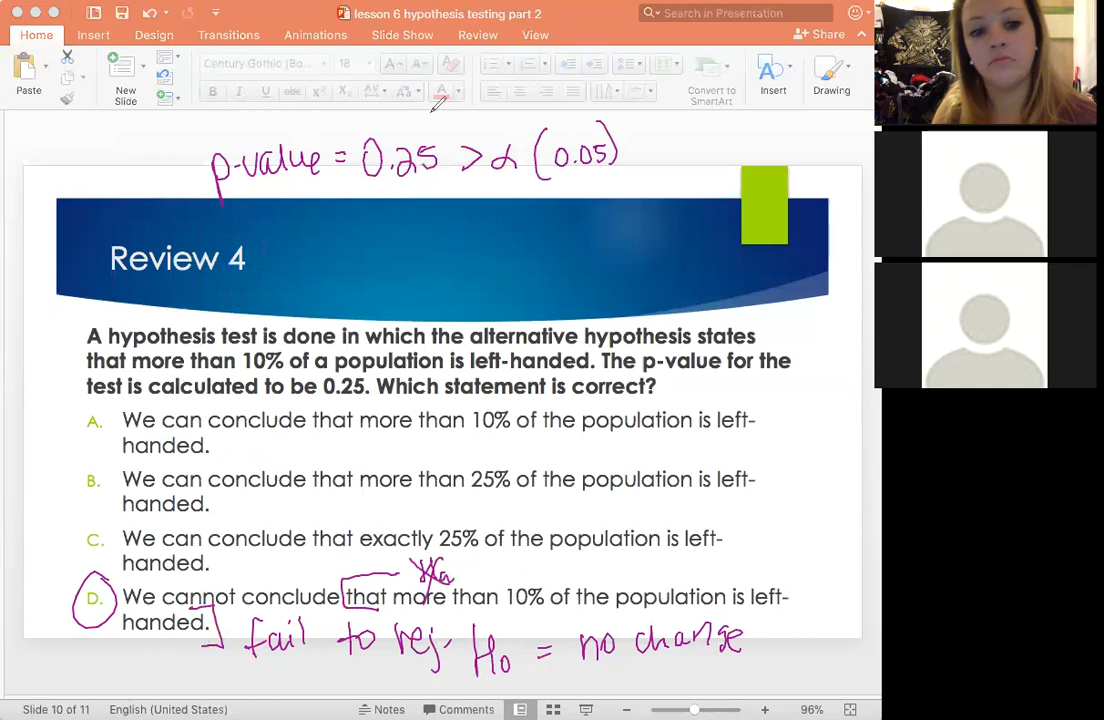 lesson 6 hypothesis testing part 2
Search in Presentation
Home Insert Design Transitions Animations Slide Show Review View Share
Century Gothic (Bo... 18
Paste New Slide Convert to SmartArt Insert Drawing
p-value = 0.25 > α (0.05)
Review 4
A hypothesis test is done in which the alternative hypothesis states
that more than 10% of a population is left-handed. The p-value for the
test is calculated to be 0.25. Which statement is correct?
A. We can conclude that more than 10% of the population is left-
handed.
B. We can conclude that more than 25% of the population is left-
handed.
C. We can conclude that exactly 25% of the population is left-
handed.
D. We cannot conclude that more than 10% of the population is left-
handed.
fail to rej. H0 = no change
Slide 10 of 11 English (United States) Notes Comments 96%